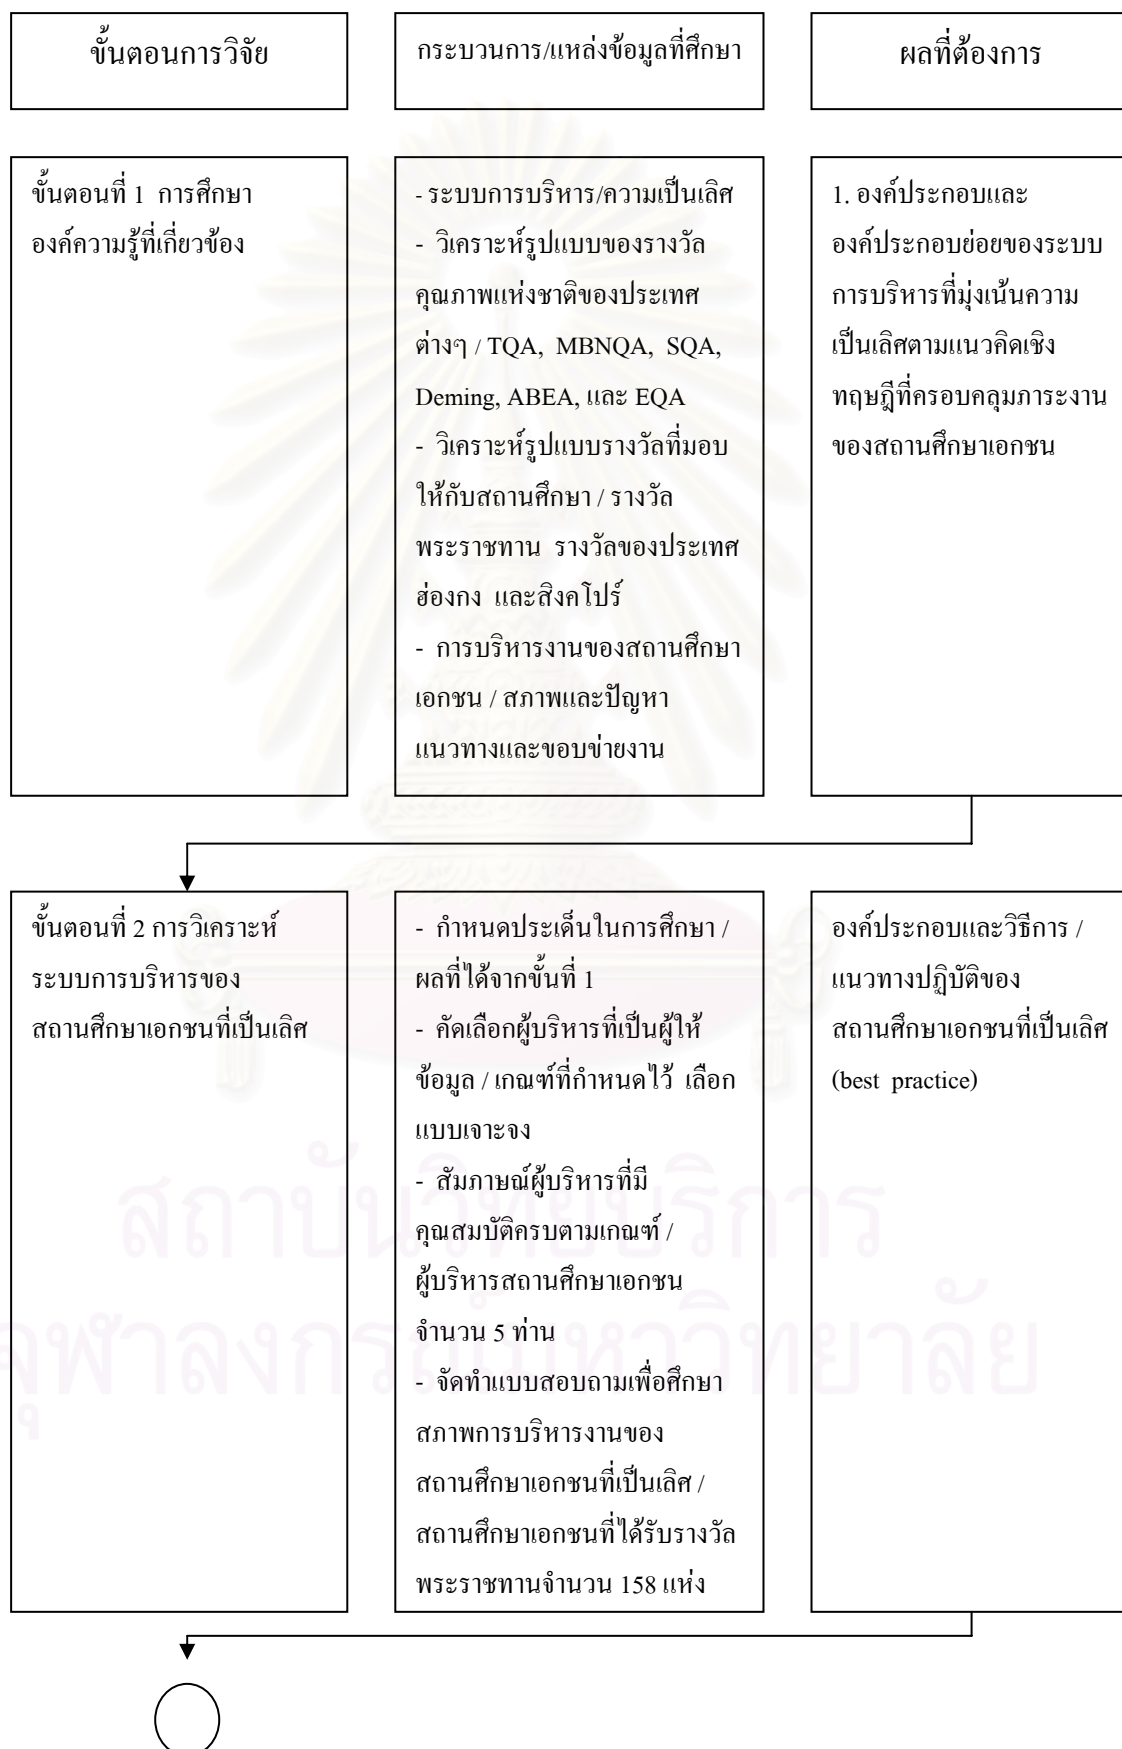 ขั้นตอนการวิจัย
กระบวนการ/แหล่งข้อมูลที่ศึกษา
ผลที่ต้องการ
ขั้นตอนที่ 1 การศึกษา
องค์ความรู้ที่เกี่ยวข้อง
- ระบบการบริหาร/ความเป็นเลิศ
- วิเคราะห์รูปแบบของรางวัล
คุณภาพแห่งชาติของประเทศ
ต่างๆ / TQA, MBNQA, SQA,
Deming, ABEA, และ EQA
- วิเคราะห์รูปแบบรางวัลที่มอบ
ให้กับสถานศึกษา / รางวัล
พระราชทาน รางวัลของประเทศ
ฮ่องกง และสิงคโปร์
- การบริหารงานของสถานศึกษา
เอกชน / สภาพและปัญหา
แนวทางและขอบข่ายงาน
1. องค์ประกอบและ
องค์ประกอบย่อยของระบบ
การบริหารที่มุ่งเน้นความ
เป็นเลิศตามแนวคิดเชิง
ทฤษฎีที่ครอบคลุมภาระงาน
ของสถานศึกษาเอกชน
ขั้นตอนที่ 2 การวิเคราะห์
ระบบการบริหารของ
สถานศึกษาเอกชนที่เป็นเลิศ
- กำหนดประเด็นในการศึกษา /
ผลที่ได้จากขั้นที่ 1
- คัดเลือกผู้บริหารที่เป็นผู้ให้
ข้อมูล / เกณฑ์ที่กำหนดไว้ เลือก
แบบเจาะจง
- สัมภาษณ์ผู้บริหารที่มี
คุณสมบัติครบตามเกณฑ์ /
ผู้บริหารสถานศึกษาเอกชน
จำนวน 5 ท่าน
- จัดทำแบบสอบถามเพื่อศึกษา
สภาพการบริหารงานของ
สถานศึกษาเอกชนที่เป็นเลิศ /
สถานศึกษาเอกชนที่ได้รับรางวัล
พระราชทานจำนวน 158 แห่ง
องค์ประกอบและวิธีการ /
แนวทางปฏิบัติของ
สถานศึกษาเอกชนที่เป็นเลิศ
(best practice)
สถาบันวิทยบริการ
จุฬาลงกรณ์มหาวิทยาลัย